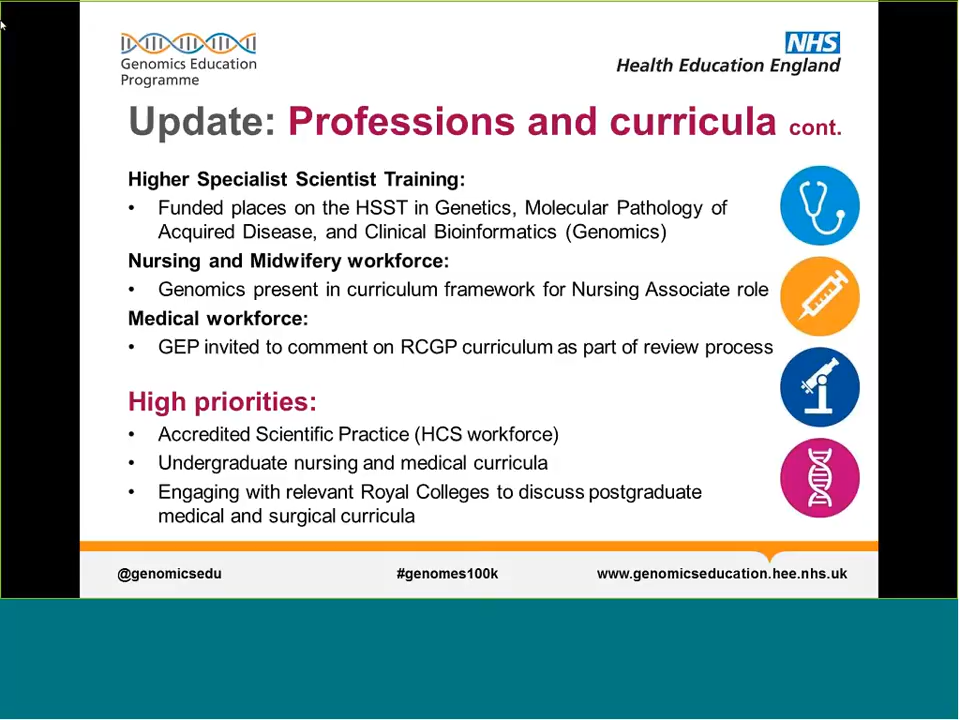 Genomics Education
Programme
NHS
Health Education England
Update: Professions and curricula cont.
Higher Specialist Scientist Training:
• Funded places on the HSST in Genetics, Molecular Pathology of
Acquired Disease, and Clinical Bioinformatics (Genomics)
Nursing and Midwifery workforce:
• Genomics present in curriculum framework for Nursing Associate role
Medical workforce:
• GEP invited to comment on RCGP curriculum as part of review process
High priorities:
• Accredited Scientific Practice (HCS workforce)
• Undergraduate nursing and medical curricula
• Engaging with relevant Royal Colleges to discuss postgraduate
medical and surgical curricula
@genomicsedu #genomes100k www.genomicseducation.hee.nhs.uk